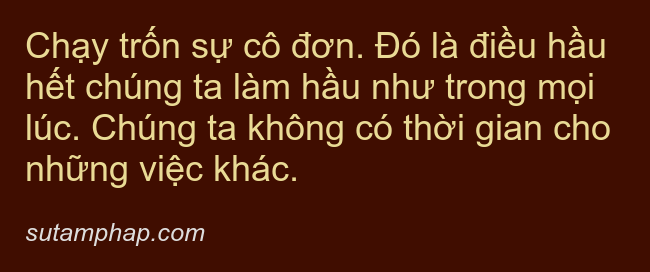 Chạy trốn sự cô đơn. Đó là điều hầu
hết chúng ta làm hầu như trong mọi
lúc. Chúng ta không có thời gian cho
những việc khác.
sutamphap.com